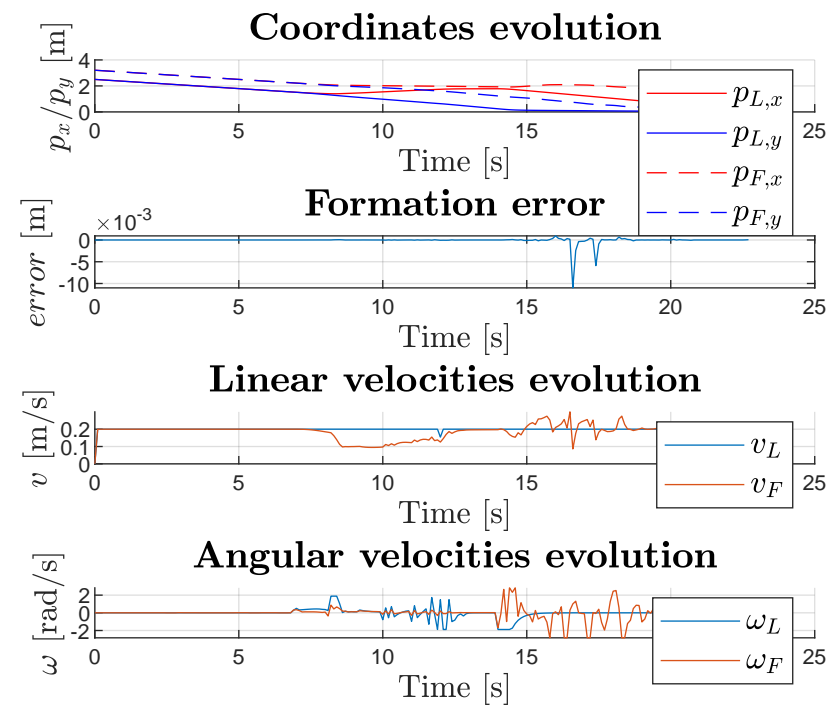 Coordinates evolution
p_x/p_y [m]
4
2
0
0 5 10 15 25
Time [s]
p_{L,x}
p_{L,y}
p_{F,x}
p_{F,y}
Formation error
×10^{-3}
error [m]
0
-5
-10
0 5 10 15 20 25
Time [s]
Linear velocities evolution
v [m/s]
0.2
0.1
0
0 5 10 15 25
Time [s]
v_L
v_F
Angular velocities evolution
ω [rad/s]
2
0
-2
0 5 10 15 25
Time [s]
ω_L
ω_F